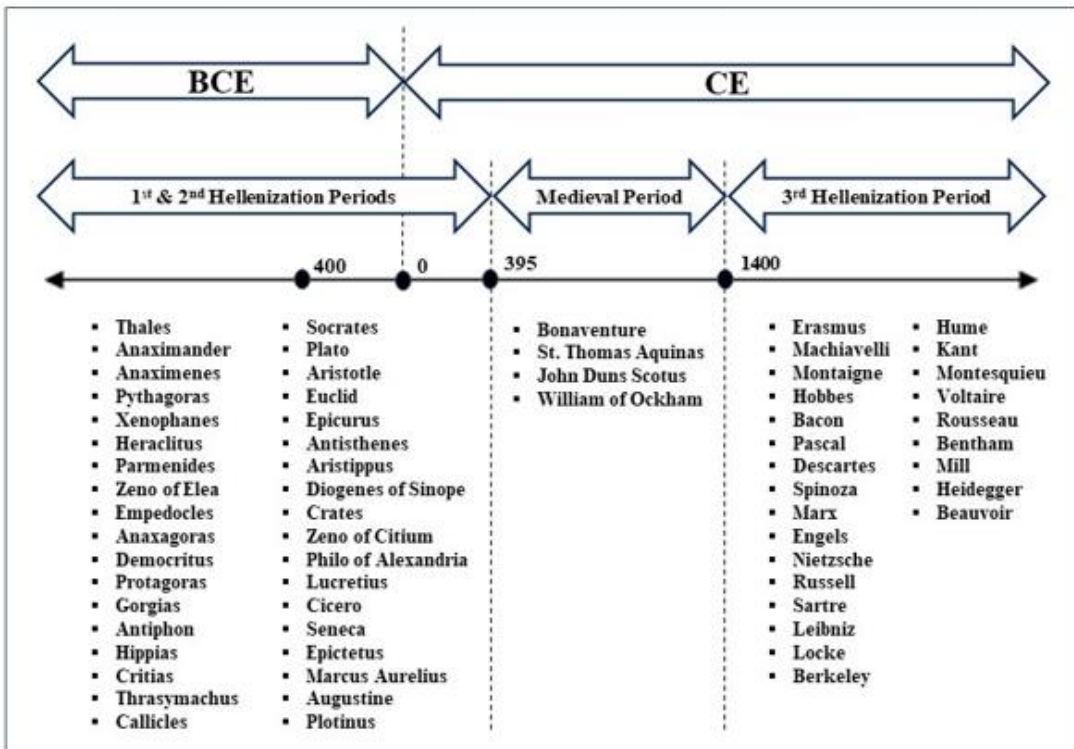 BCE
CE
1st & 2nd Hellenization Periods
Medieval Period
3rd Hellenization Period
400
0
395
1400
▪ Thales
▪ Anaximander
▪ Anaximenes
▪ Pythagoras
▪ Xenophanes
▪ Heraclitus
▪ Parmenides
▪ Zeno of Elea
▪ Empedocles
▪ Anaxagoras
▪ Democritus
▪ Protagoras
▪ Gorgias
▪ Antiphon
▪ Hippias
▪ Critias
▪ Thrasymachus
▪ Callicles
▪ Socrates
▪ Plato
▪ Aristotle
▪ Euclid
▪ Epicurus
▪ Antisthenes
▪ Aristippus
▪ Diogenes of Sinope
▪ Crates
▪ Zeno of Citium
▪ Philo of Alexandria
▪ Lucretius
▪ Cicero
▪ Seneca
▪ Epictetus
▪ Marcus Aurelius
▪ Augustine
▪ Plotinus
▪ Bonaventure
▪ St. Thomas Aquinas
▪ John Duns Scotus
▪ William of Ockham
▪ Erasmus
▪ Machiavelli
▪ Montaigne
▪ Hobbes
▪ Bacon
▪ Pascal
▪ Descartes
▪ Spinoza
▪ Marx
▪ Engels
▪ Nietzsche
▪ Russell
▪ Sartre
▪ Leibniz
▪ Locke
▪ Berkeley
▪ Hume
▪ Kant
▪ Montesquieu
▪ Voltaire
▪ Rousseau
▪ Bentham
▪ Mill
▪ Heidegger
▪ Beauvoir